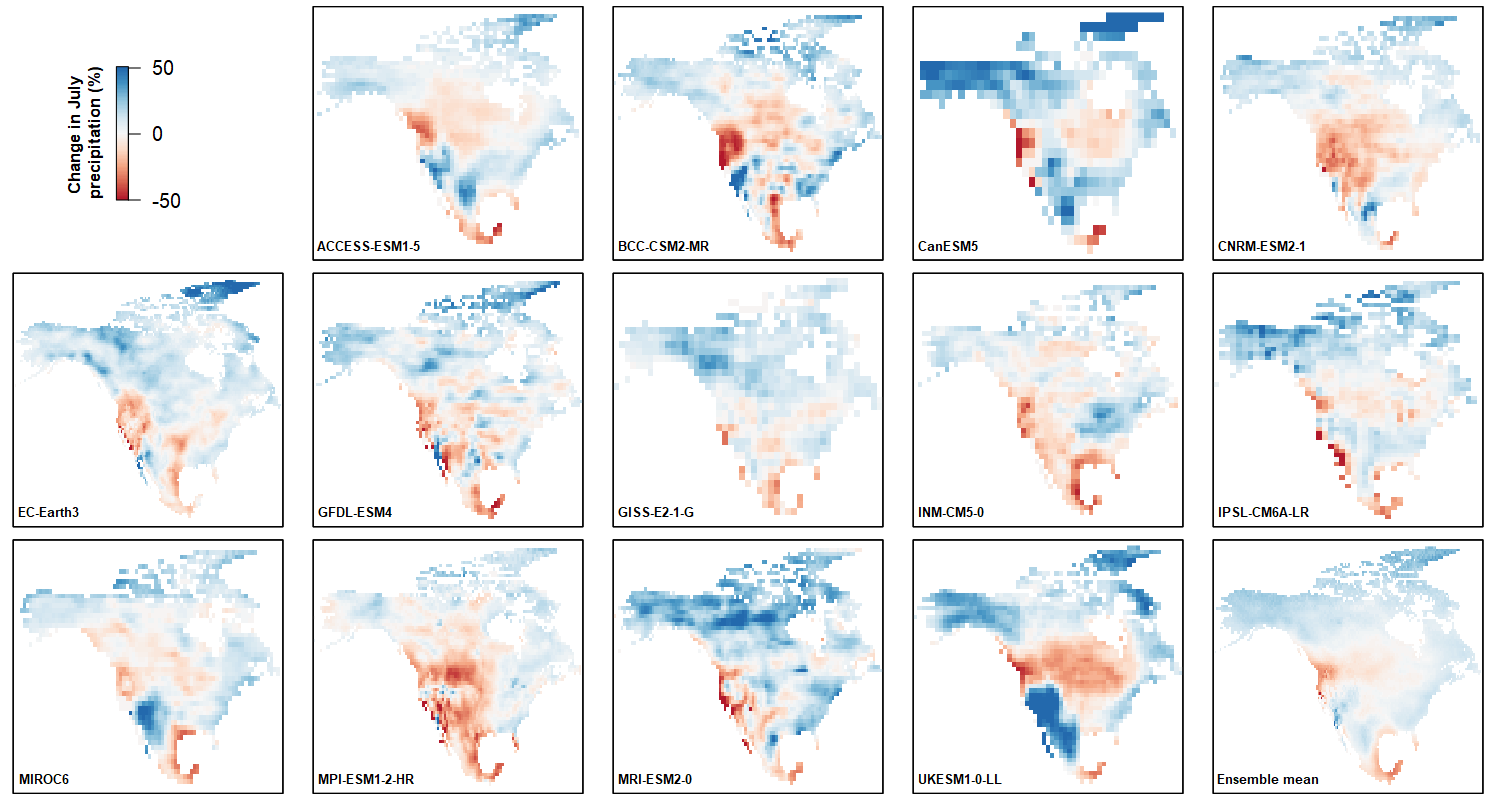 Change in July
precipitation (%)
50
0
-50
ACCESS-ESM1-5
BCC-CSM2-MR
CanESM5
CNRM-ESM2-1
EC-Earth3
GFDL-ESM4
GISS-E2-1-G
INM-CM5-0
IPSL-CM6A-LR
MIROC6
MPI-ESM1-2-HR
MRI-ESM2-0
UKESM1-0-LL
Ensemble mean